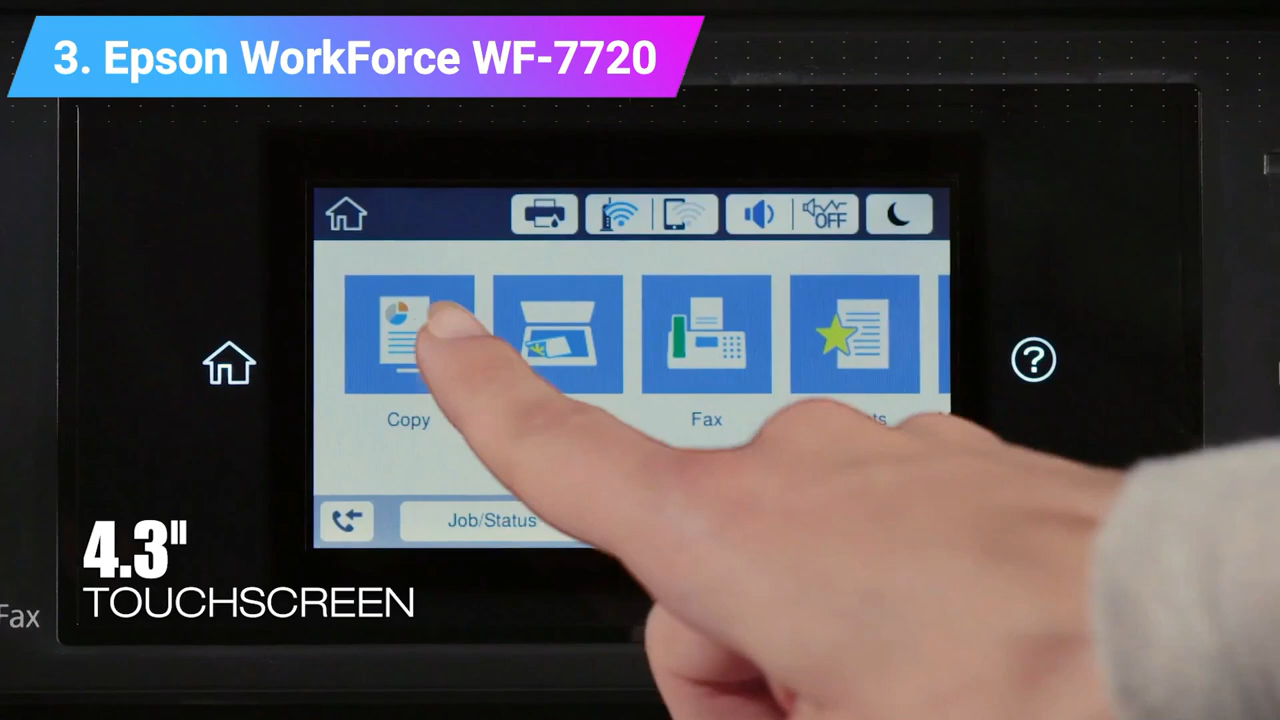 3. Epson WorkForce WF-7720
OFF
Copy
Fax
Job/Status
4.3"
TOUCHSCREEN
Fax